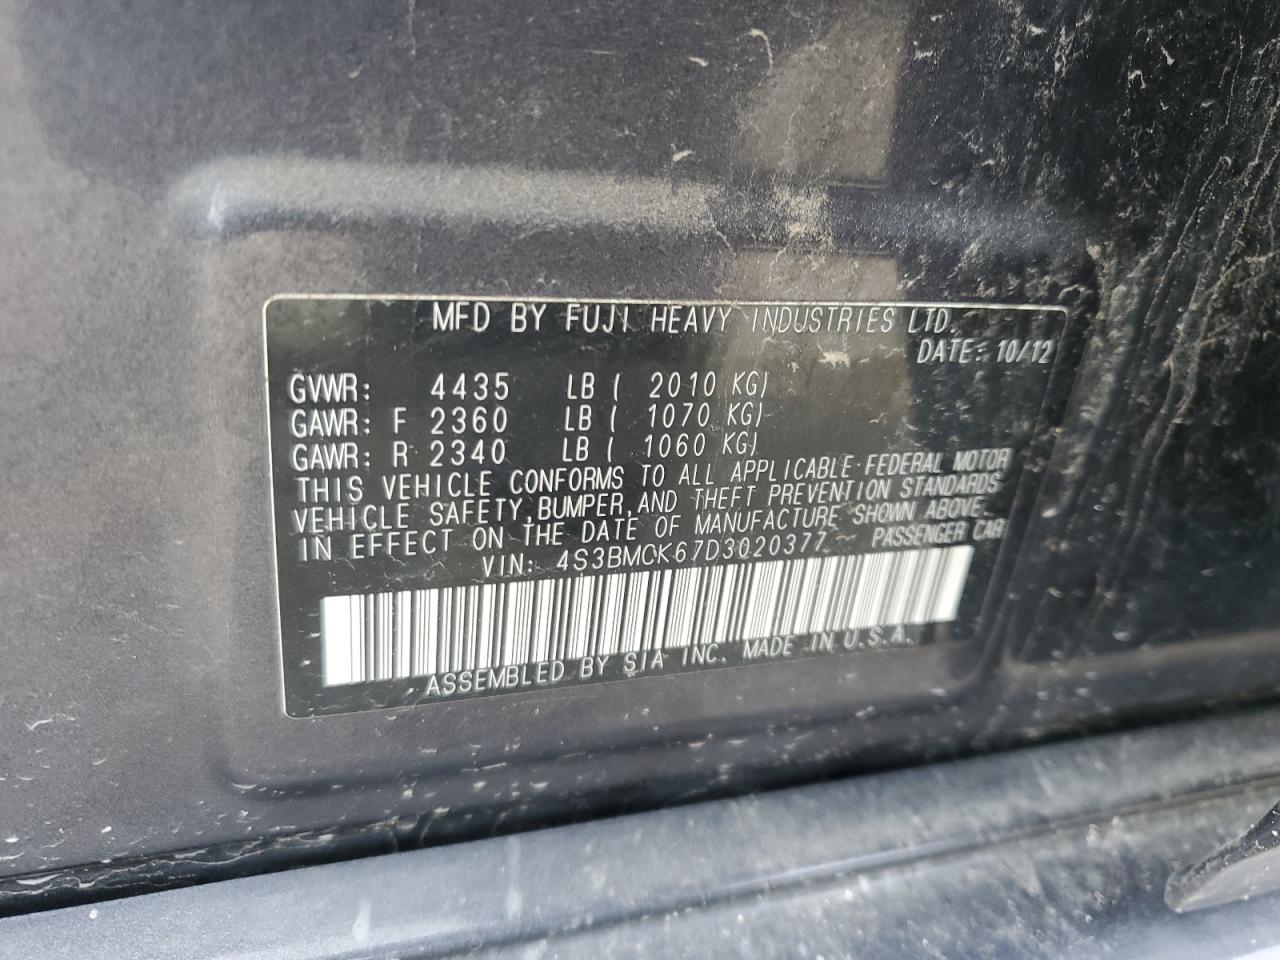 MFD BY FUJI HEAVY INDUSTRIES LTD.
DATE: 10/12
GVWR: 4435 LB ( 2010 KG)
GAWR: F 2360 LB ( 1070 KG)
GAWR: R 2340 LB ( 1060 KG)
THIS VEHICLE CONFORMS TO ALL APPLICABLE FEDERAL MOTOR
VEHICLE SAFETY, BUMPER, AND THEFT PREVENTION STANDARDS
IN EFFECT ON THE DATE OF MANUFACTURE SHOWN ABOVE.
VIN: 4S3BMCK67D3020377 PASSENGER CAR
ASSEMBLED BY SIA INC. MADE IN U.S.A.